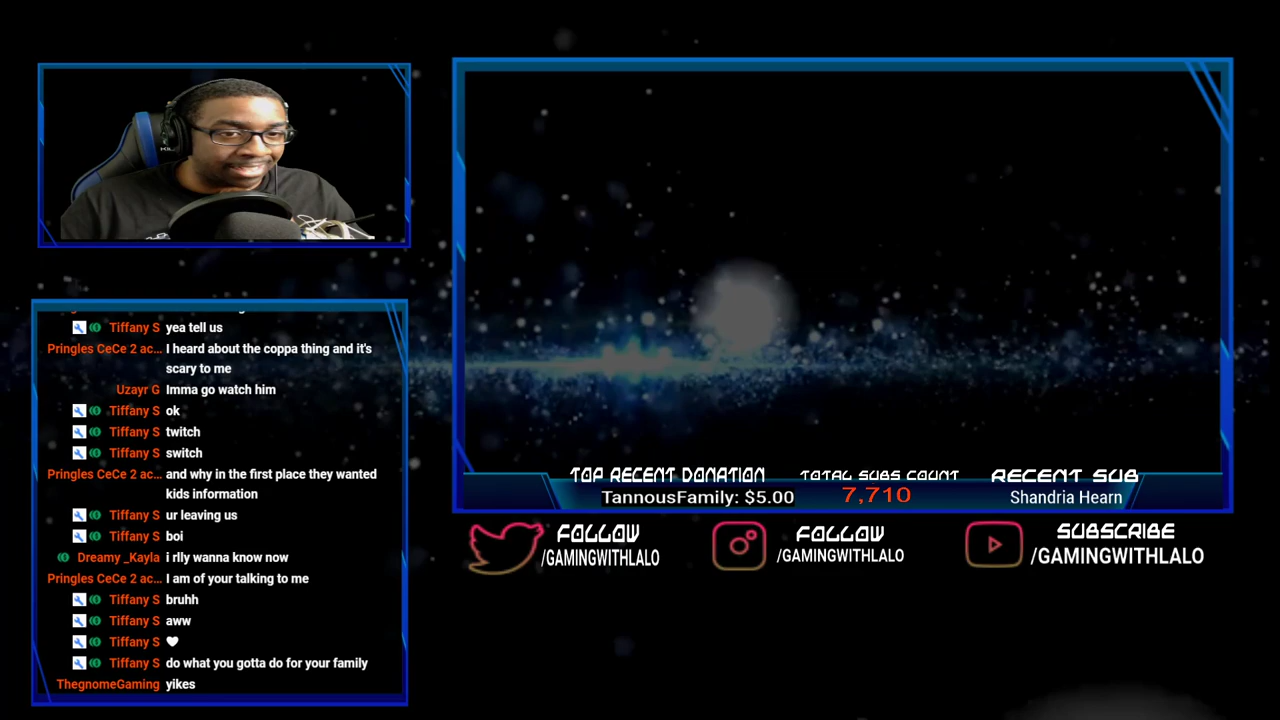 Tiffany S yea tell us
Pringles CeCe 2 ac... I heard about the coppa thing and it's
scary to me
Uzayr G Imma go watch him
Tiffany S ok
Tiffany S twitch
Tiffany S switch
Pringles CeCe 2 ac... and why in the first place they wanted
kids information
Tiffany S ur leaving us
Tiffany S boi
Dreamy _Kayla i rlly wanna know now
Pringles CeCe 2 ac... I am of your talking to me
Tiffany S bruhh
Tiffany S aww
Tiffany S 🖤
Tiffany S do what you gotta do for your family
ThegnomeGaming yikes
TOP RECENT DONATION
TannousFamily: $5.00
TOTAL SUBS COUNT
7,710
RECENT SUB
Shandria Hearn
FOLLOW
/GAMINGWITHLALO
FOLLOW
/GAMINGWITHLALO
SUBSCRIBE
/GAMINGWITHLALO